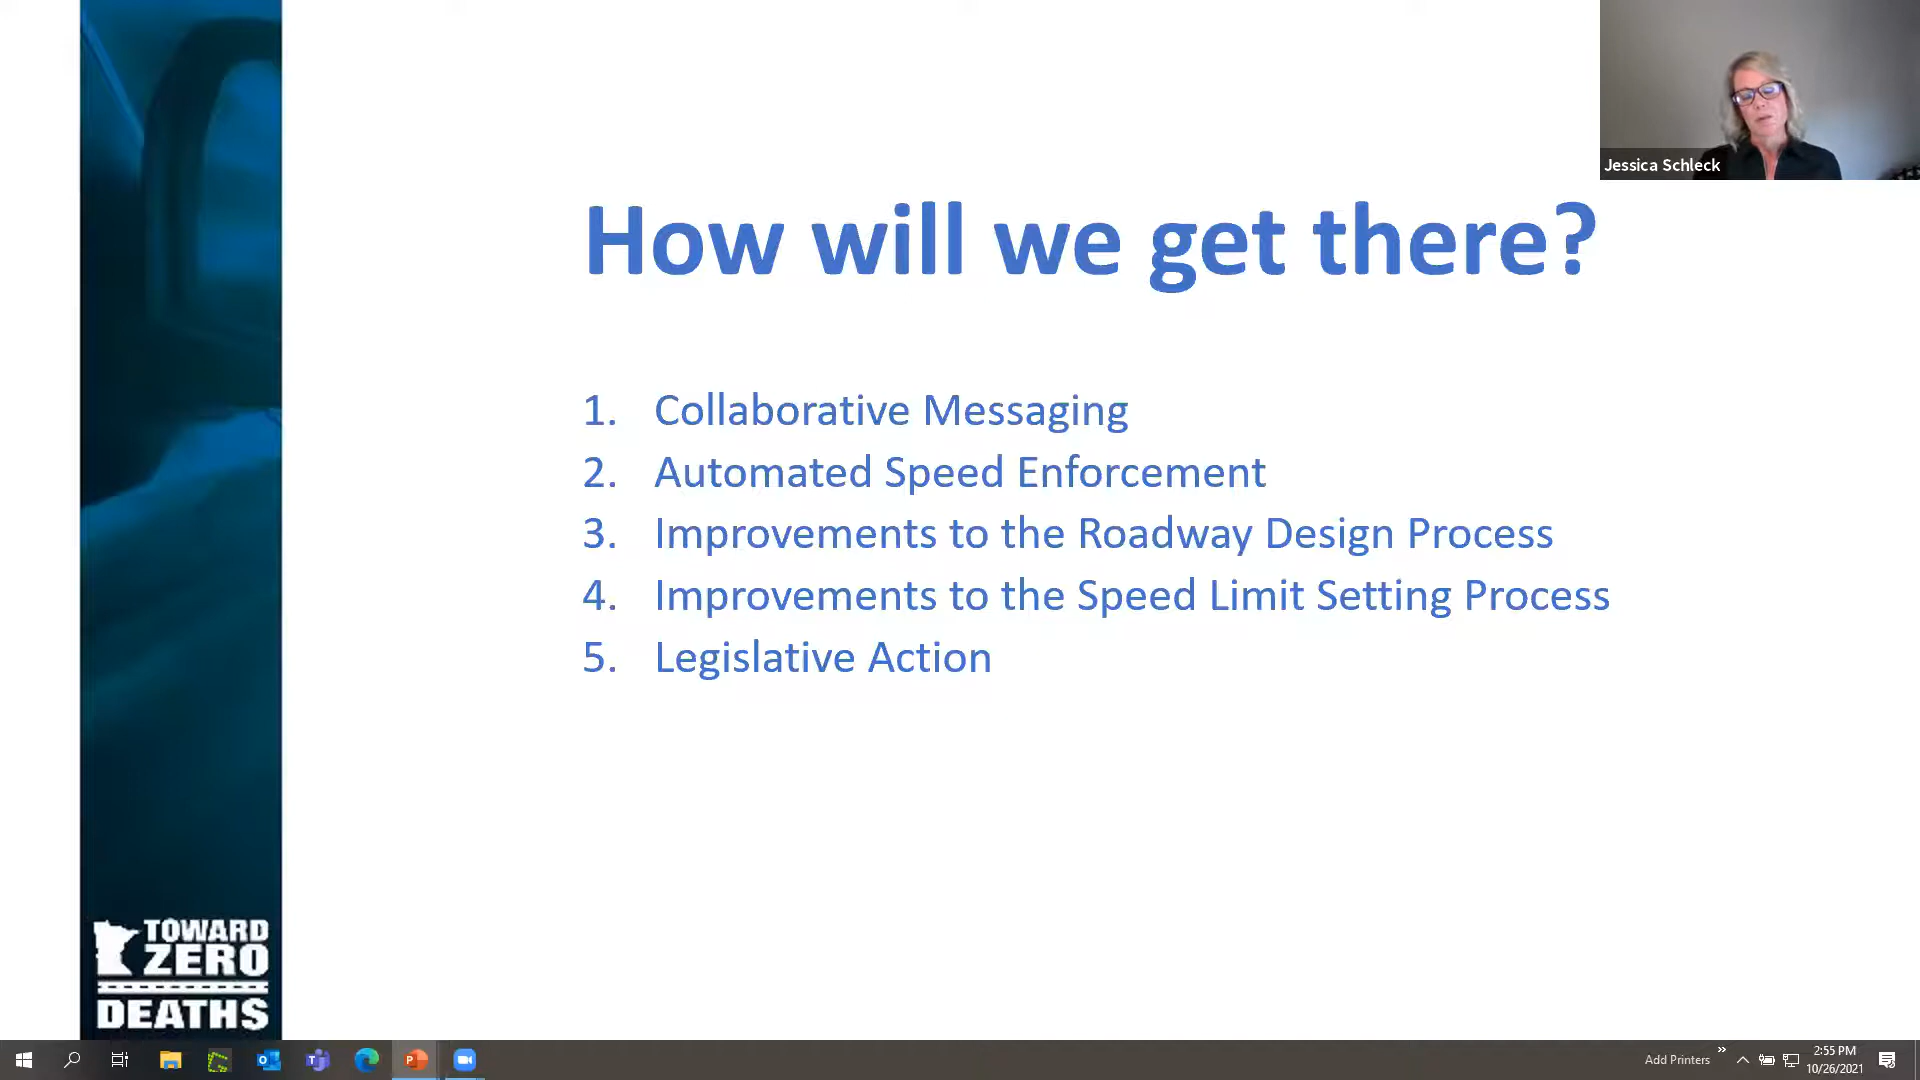 Jessica Schleck
How will we get there?
1. Collaborative Messaging
2. Automated Speed Enforcement
3. Improvements to the Roadway Design Process
4. Improvements to the Speed Limit Setting Process
5. Legislative Action
TOWARD
ZERO
DEATHS
Add Printers
2:55 PM
10/26/2021